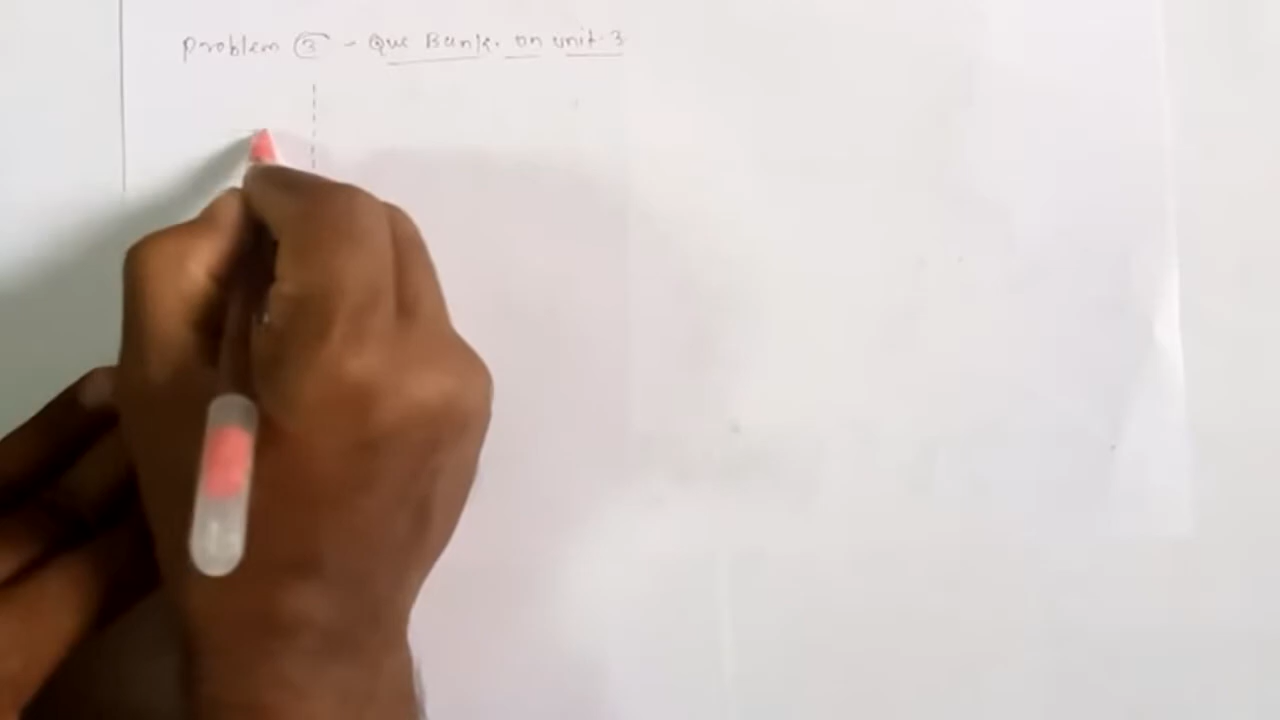 Problem ③ - Que Bank. on unit-3